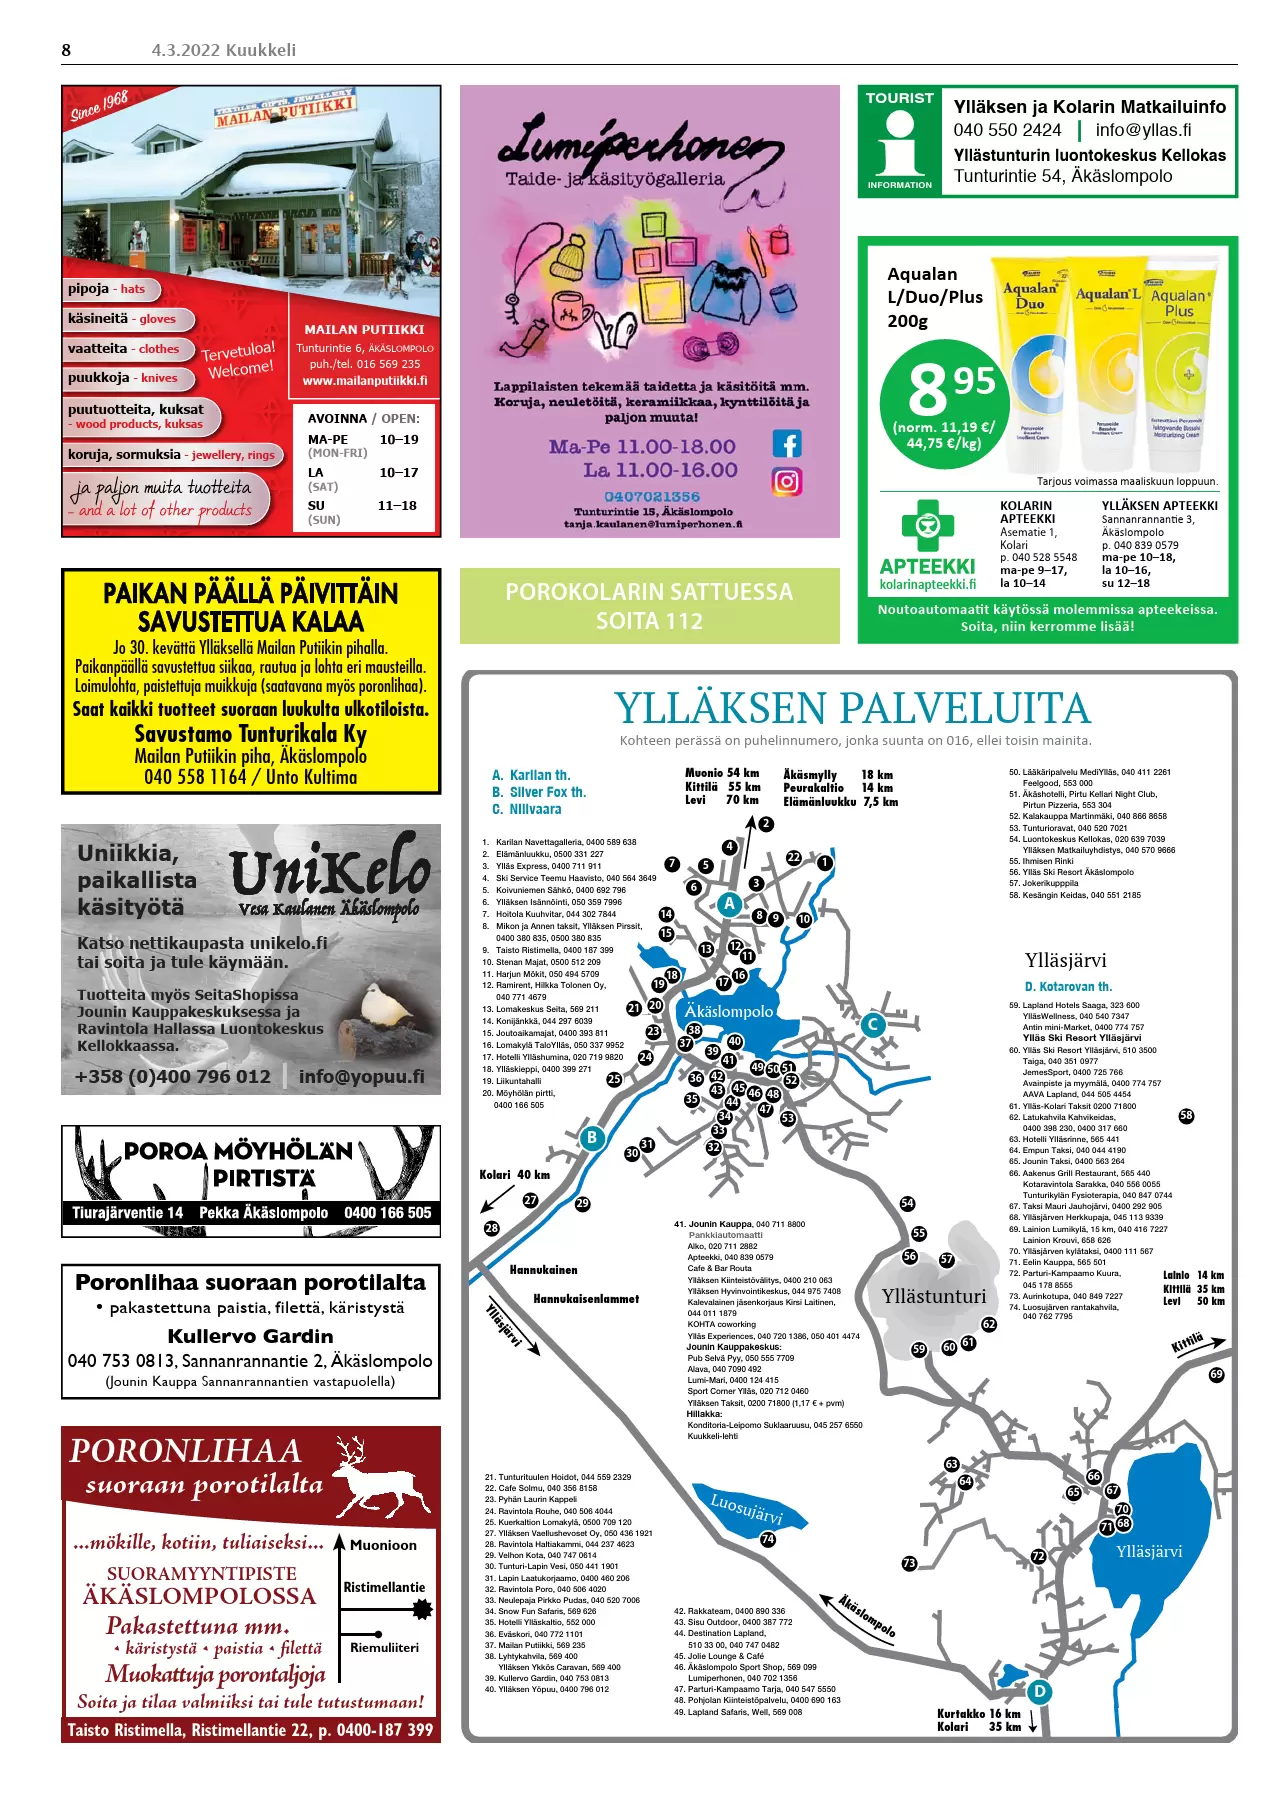 8
4.3.2022 Kuukkeli
Since 1968
TEXTILES, GIFTS, JEWELLERY
MAILAN PUTIIKKI
pipoja - hats
käsineitä - gloves
vaatteita - clothes
puukkoja - knives
puutuotteita, kuksat
- wood products, kuksas
koruja, sormuksia - jewellery, rings
ja paljon muita tuotteita
- and a lot of other products
Tervetuloa!
Welcome!
MAILAN PUTIIKKI
Tunturintie 6, ÄKÄSLOMPOLO
puh./tel. 016 569 235
www.mailanputiikki.fi
AVOINNA / OPEN:
MA-PE 10–19
(MON-FRI)
LA 10–17
(SAT)
SU 11–18
(SUN)
Lumiperhonen
Taide- ja käsityögalleria
Lappilaisten tekemää taidetta ja käsitöitä mm.
Koruja, neuletöitä, keramiikkaa, kynttilöitä ja
paljon muuta!
Ma-Pe 11.00-18.00
La 11.00-16.00
0407021356
Tunturintie 15, Äkäslompolo
tanja.kaulanen@lumiperhonen.fi
TOURIST
INFORMATION
Ylläksen ja Kolarin Matkailuinfo
040 550 2424 | info@yllas.fi
Yllästunturin luontokeskus Kellokas
Tunturintie 54, Äkäslompolo
Aqualan
L/Duo/Plus
200g
8 95
(norm. 11,19 €/
44,75 €/kg)
Aqualan Duo
Aqualan L
Aqualan Plus
Tarjous voimassa maaliskuun loppuun.
APTEEKKI
kolarinapteekki.fi
KOLARIN
APTEEKKI
Asematie 1,
Kolari
p. 040 528 5548
ma-pe 9–17,
la 10–14
YLLÄKSEN APTEEKKI
Sannanrannantie 3,
Äkäslompolo
p. 040 839 0579
ma-pe 10–18,
la 10–16,
su 12–18
Noutoautomaatit käytössä molemmissa apteekeissa.
Soita, niin kerromme lisää!
PAIKAN PÄÄLLÄ PÄIVITTÄIN
SAVUSTETTUA KALAA
Jo 30. kevättä Ylläksellä Mailan Putiikin pihalla.
Paikanpäällä savustettua siikaa, rautua ja lohta eri mausteilla.
Loimulohta, paistettuja muikkuja (saatavana myös poronlihaa).
Saat kaikki tuotteet suoraan luukulta ulkotiloista.
Savustamo Tunturikala Ky
Mailan Putiikin piha, Äkäslompolo
040 558 1164 / Unto Kultima
POROKOLARIN SATTUESSA
SOITA 112
Uniikkia,
paikallista
käsityötä
UniKelo
Vesa Kaulanen Äkäslompolo
Katso nettikaupasta unikelo.fi
tai soita ja tule käymään.
Tuotteita myös SeitaShopissa
Jounin Kauppakeskuksessa ja
Ravintola Hallassa Luontokeskus
Kellokkaassa.
+358 (0)400 796 012 | info@yopuu.fi
POROA MÖYHÖLÄN
PIRTISTÄ
Tiurajärventie 14 Pekka Äkäslompolo 0400 166 505
Poronlihaa suoraan porotilalta
• pakastettuna paistia, filettä, käristystä
Kullervo Gardin
040 753 0813, Sannanrannantie 2, Äkäslompolo
(Jounin Kauppa Sannanrannantien vastapuolella)
PORONLIHAA
suoraan porotilalta
...mökille, kotiin, tuliaiseksi...
SUORAMYYNTIPISTE
ÄKÄSLOMPOLOSSA
Pakastettuna mm.
• käristystä • paistia • filettä
Muokattuja porontaljoja
Soita ja tilaa valmiiksi tai tule tutustumaan!
Muonioon
Ristimellantie
Riemuliiteri
Taisto Ristimella, Ristimellantie 22, p. 0400-187 399
YLLÄKSEN PALVELUITA
Kohteen perässä on puhelinnumero, jonka suunta on 016, ellei toisin mainita.
A. Karilan th.
B. Silver Fox th.
C. Niilivaara
Muonio 54 km
Kittilä 55 km
Levi 70 km
Äkäsmylly 18 km
Peurakaltio 14 km
Elämänluukku 7,5 km
1. Karilan Navettagalleria, 0400 589 638
2. Elämänluukku, 0500 331 227
3. Ylläs Express, 0400 711 911
4. Ski Service Teemu Haavisto, 040 564 3649
5. Koivuniemen Sähkö, 0400 692 796
6. Ylläksen Isännöinti, 050 359 7996
7. Hoitola Kuuhvitar, 044 302 7844
8. Mikon ja Annen taksit, Ylläksen Pirssit,
0400 380 835, 0500 380 835
9. Taisto Ristimella, 0400 187 399
10. Stenan Majat, 0500 512 209
11. Harjun Mökit, 050 494 5709
12. Ramirent, Hilkka Tolonen Oy,
040 771 4679
13. Lomakeskus Seita, 569 211
14. Konijänkkä, 044 297 6039
15. Joutoaikamajat, 0400 393 811
16. Lomakylä TaloYlläs, 050 337 9952
17. Hotelli Ylläshumina, 020 719 9820
18. Ylläskieppi, 0400 399 271
19. Liikuntahalli
20. Möyhölän pirtti,
0400 166 505
21. Tunturituulen Hoidot, 044 559 2329
22. Cafe Solmu, 040 356 8158
23. Pyhän Laurin Kappeli
24. Ravintola Rouhe, 040 506 4044
25. Kuerkaltion Lomakylä, 0500 709 120
27. Ylläksen Vaellushevoset Oy, 050 436 1921
28. Ravintola Haltiakammi, 044 237 4623
29. Velhon Kota, 040 747 0614
30. Tunturi-Lapin Vesi, 050 441 1901
31. Lapin Laatukorjaamo, 0400 460 206
32. Ravintola Poro, 040 506 4020
33. Neulepaja Pirkko Pudas, 040 520 7006
34. Snow Fun Safaris, 569 626
35. Hotelli Ylläskaltio, 552 000
36. Eväskori, 040 772 1101
37. Mailan Putiikki, 569 235
38. Lyhtykahvila, 569 400
Ylläksen Ykkös Caravan, 569 400
39. Kullervo Gardin, 040 753 0813
40. Ylläksen Yöpuu, 0400 796 012
41. Jounin Kauppa, 040 711 8800
Pankkiautomaatti
Alko, 020 711 2882
Apteekki, 040 839 0579
Cafe & Bar Routa
Ylläksen Kiinteistövälitys, 0400 210 063
Ylläksen Hyvinvointikeskus, 044 975 7408
Kalevalainen jäsenkorjaus Kirsi Laitinen,
044 011 1879
KOHTA coworking
Ylläs Experiences, 040 720 1386, 050 401 4474
Jounin Kauppakeskus:
Pub Selvä Pyy, 050 555 7709
Alava, 040 7090 492
Lumi-Mari, 0400 124 415
Sport Corner Ylläs, 020 712 0460
Ylläksen Taksit, 0200 71800 (1,17 € + pvm)
Hillakka:
Konditoria-Leipomo Suklaaruusu, 045 257 6550
Kuukkeli-lehti
42. Rakkateam, 0400 890 336
43. Sisu Outdoor, 0400 387 772
44. Destination Lapland,
510 33 00, 040 747 0482
45. Jolie Lounge & Café
46. Äkäslompolo Sport Shop, 569 099
Lumiperhonen, 040 702 1356
47. Parturi-Kampaamo Tarja, 040 547 5550
48. Pohjolan Kiinteistöpalvelu, 0400 690 163
49. Lapland Safaris, Well, 569 008
50. Lääkäripalvelu MediYlläs, 040 411 2261
Feelgood, 553 000
51. Äkäshotelli, Pirtu Kellari Night Club,
Pirtun Pizzeria, 553 304
52. Kalakauppa Martinmäki, 040 866 8658
53. Tunturioravat, 040 520 7021
54. Luontokeskus Kellokas, 020 639 7039
Ylläksen Matkailuyhdistys, 040 570 9666
55. Ihmisen Rinki
56. Ylläs Ski Resort Äkäslompolo
57. Jokerikupppila
58. Kesängin Keidas, 040 551 2185
Ylläsjärvi
D. Kotarovan th.
59. Lapland Hotels Saaga, 323 600
YlläsWellness, 040 540 7347
Antin mini-Market, 0400 774 757
Ylläs Ski Resort Ylläsjärvi
60. Ylläs Ski Resort Ylläsjärvi, 510 3500
Taiga, 040 351 0977
JemesSport, 0400 725 766
Avainpiste ja myymälä, 0400 774 757
AAVA Lapland, 044 505 4454
61. Ylläs-Kolari Taksit 0200 71800
62. Latukahvila Kahvikeidas,
0400 398 230, 0400 317 660
63. Hotelli Ylläsrinne, 565 441
64. Empun Taksi, 040 044 4190
65. Jounin Taksi, 0400 563 264
66. Aakenus Grill Restaurant, 565 440
Kotaravintola Sarakka, 040 556 0055
Tunturikylän Fysioterapia, 040 847 0744
67. Taksi Mauri Jauhojärvi, 0400 292 905
68. Ylläsjärven Herkkupaja, 045 113 9339
69. Lainion Lumikylä, 15 km, 040 416 7227
Lainion Krouvi, 658 626
70. Ylläsjärven kylätaksi, 0400 111 567
71. Eelin Kauppa, 565 501
72. Parturi-Kampaamo Kuura,
045 178 8555
73. Aurinkotupa, 040 849 7227
74. Luosujärven rantakahvila,
040 762 7795
Lainio 14 km
Kittilä 35 km
Levi 50 km
Kolari 40 km
Hannukainen
Hannukaisenlammet
Ylläsjärvi
Äkäslompolo
Yllästunturi
Kittilä
Luosujärvi
Ylläsjärvi
Äkäslompolo
Kurtakko 16 km
Kolari 35 km
A
B
C
D